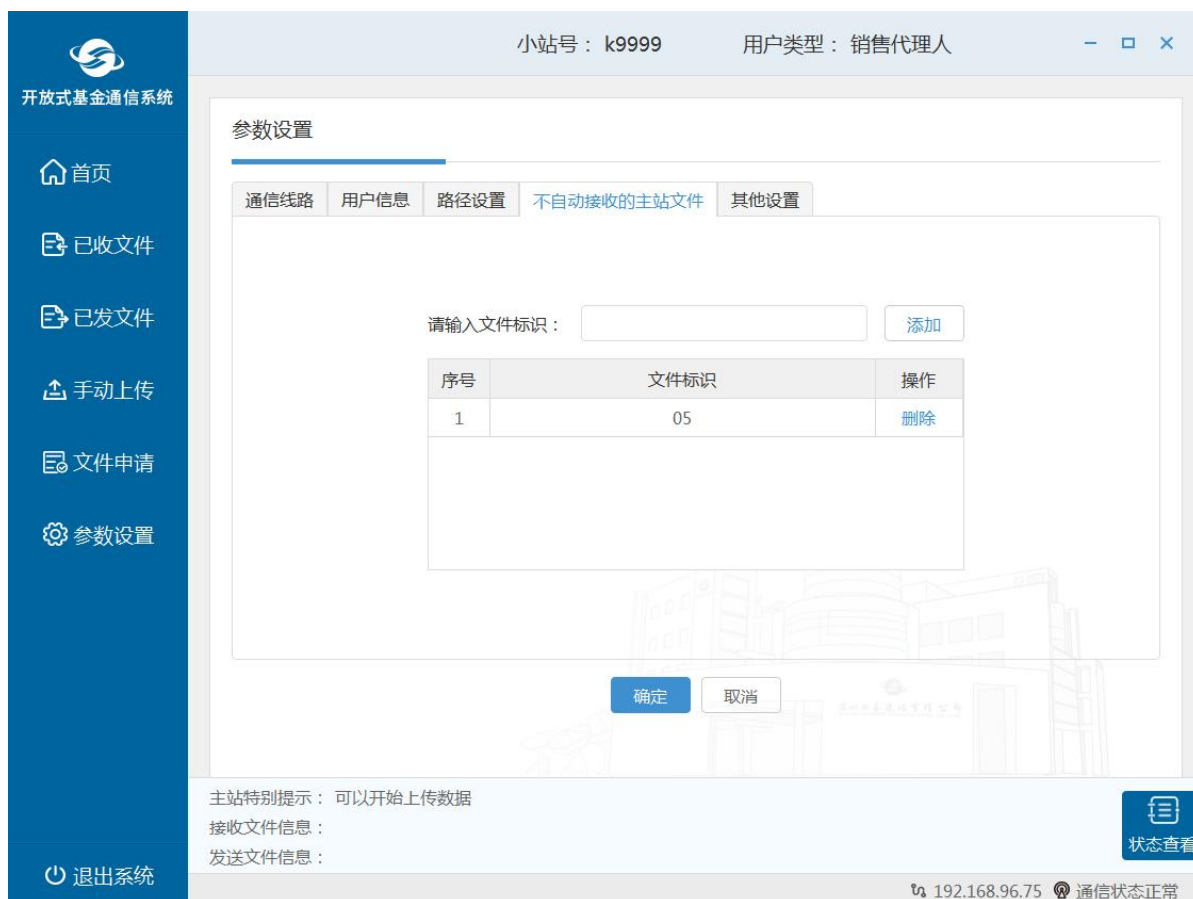 小站号： k9999 用户类型： 销售代理人
开放式基金通信系统
首页
已收文件
已发文件
手动上传
文件申请
参数设置
退出系统
参数设置
通信线路 用户信息 路径设置 不自动接收的主站文件 其他设置
请输入文件标识： 添加
序号 文件标识 操作
1 05 删除
确定 取消
主站特别提示： 可以开始上传数据
接收文件信息：
发送文件信息：
状态查看
192.168.96.75 通信状态正常